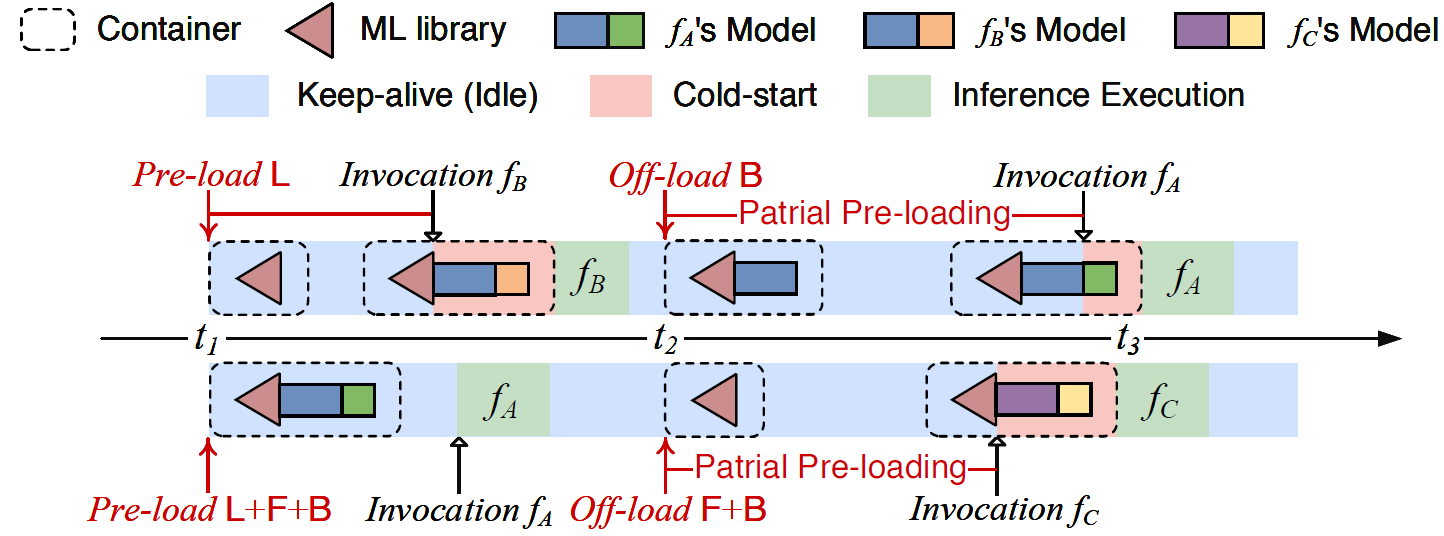 Container ML library fA's Model fB's Model fC's Model
Keep-alive (Idle) Cold-start Inference Execution
Pre-load L Invocation fB Off-load B Invocation fA
Patrial Pre-loading
fB fA
t1 t2 t3
fA fC
Patrial Pre-loading
Pre-load L+F+B Invocation fA Off-load F+B Invocation fC